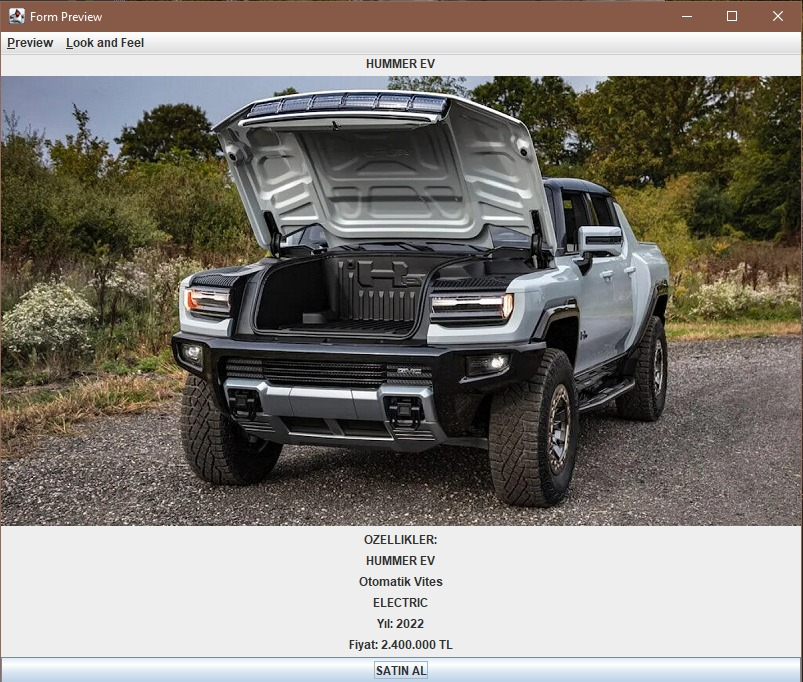 Form Preview
Preview Look and Feel
HUMMER EV
GMC
OZELLIKLER:
HUMMER EV
Otomatik Vites
ELECTRIC
Yıl: 2022
Fiyat: 2.400.000 TL
SATIN AL